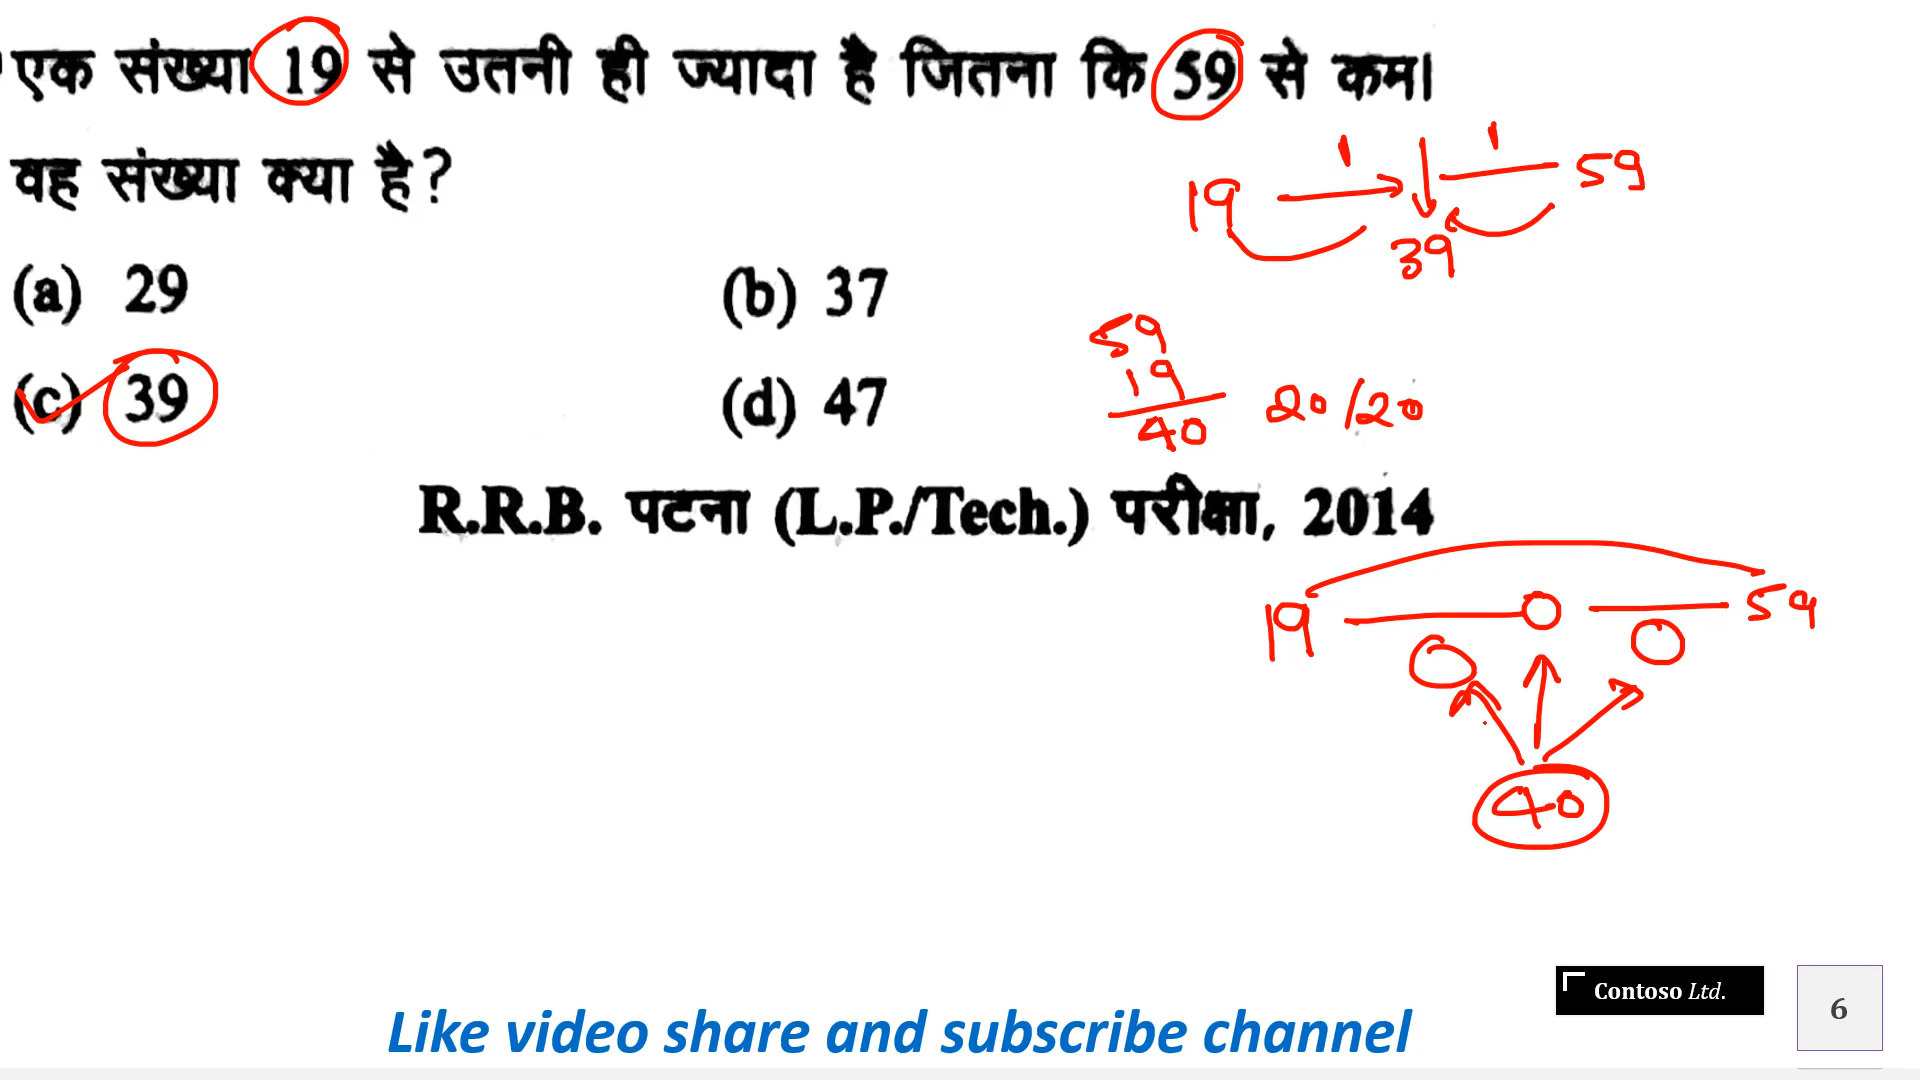 एक संख्या 19 से उतनी ही ज्यादा है जितना कि 59 से कम।
वह संख्या क्या है?
19 59
39
(a) 29 (b) 37
(c) 39 (d) 47
59
19
40 20/20
R.R.B. पटना (L.P./Tech.) परीक्षा, 2014
19 59
40
Contoso Ltd.
6
Like video share and subscribe channel